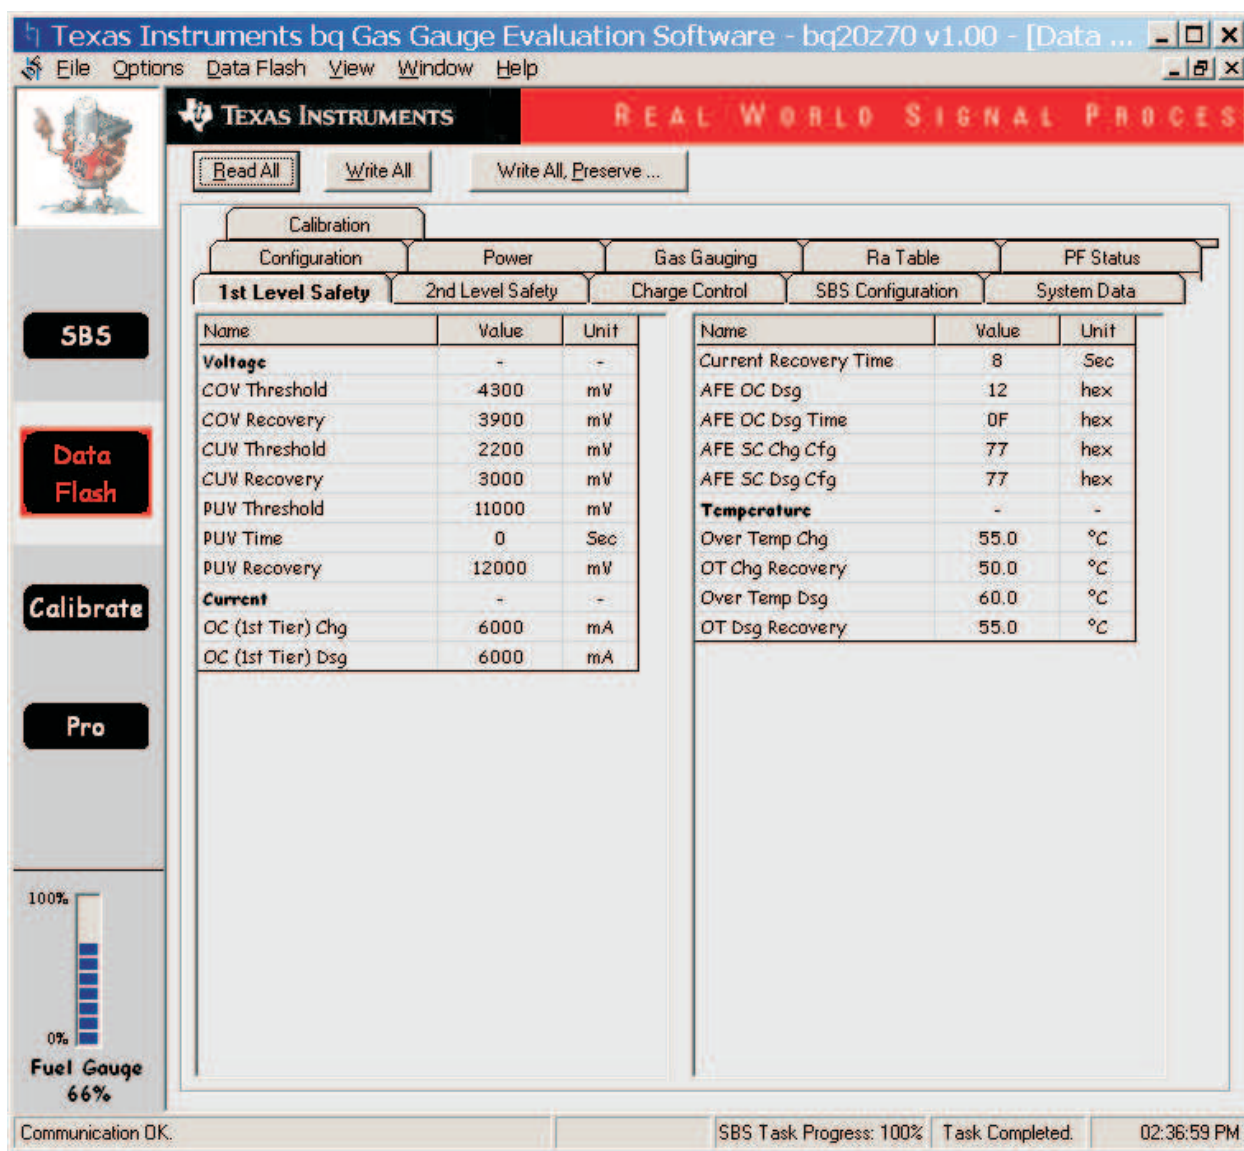 Texas Instruments bq Gas Gauge Evaluation Software - bq20z70 v1.00 - [Data ...
File Options Data Flash View Window Help
TEXAS INSTRUMENTS REAL WORLD SIGNAL PROCES
Read All Write All Write All, Preserve ...
Calibration
Configuration Power Gas Gauging Ra Table PF Status
1st Level Safety 2nd Level Safety Charge Control SBS Configuration System Data
SBS
Data
Flash
Calibrate
Pro
Name Value Unit
Voltage - -
COV Threshold 4300 mV
COV Recovery 3900 mV
CUV Threshold 2200 mV
CUV Recovery 3000 mV
PUV Threshold 11000 mV
PUV Time 0 Sec
PUV Recovery 12000 mV
Current - -
OC (1st Tier) Chg 6000 mA
OC (1st Tier) Dsg 6000 mA
Name Value Unit
Current Recovery Time 8 Sec
AFE OC Dsg 12 hex
AFE OC Dsg Time 0F hex
AFE SC Chg Cfg 77 hex
AFE SC Dsg Cfg 77 hex
Temperature - -
Over Temp Chg 55.0 °C
OT Chg Recovery 50.0 °C
Over Temp Dsg 60.0 °C
OT Dsg Recovery 55.0 °C
100%
0%
Fuel Gauge
66%
Communication OK. SBS Task Progress: 100% Task Completed. 02:36:59 PM